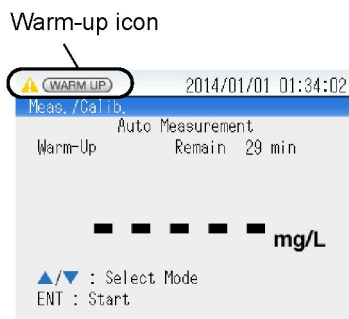 Warm-up icon
WARM UP 2014/01/01 01:34:02
Meas./Calib.
Auto Measurement
Warm-Up Remain 29 min
- - - - - mg/L
▲/▼ : Select Mode
ENT : Start